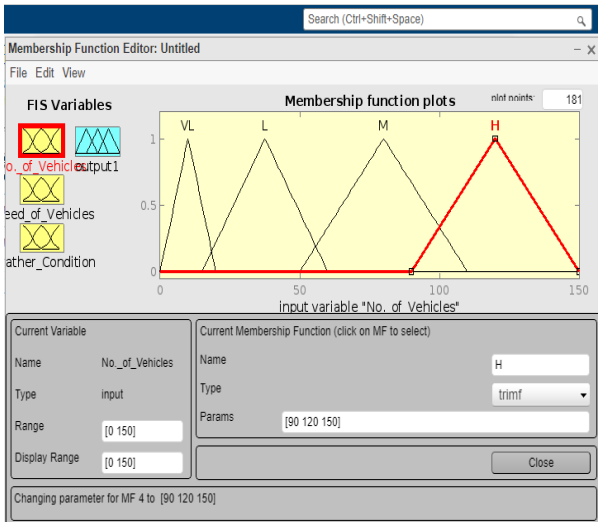 Search (Ctrl+Shift+Space)
Membership Function Editor: Untitled
File Edit View
FIS Variables
Membership function plots
plot points:
181
o._of_Vehicles
output1
eed_of_Vehicles
ather_Condition
VL
L
M
H
1
0.5
0
0
50
100
150
input variable "No._of_Vehicles"
Current Variable
Name No._of_Vehicles
Type input
Range [0 150]
Display Range [0 150]
Current Membership Function (click on MF to select)
Name H
Type trimf
Params [90 120 150]
Close
Changing parameter for MF 4 to [90 120 150]